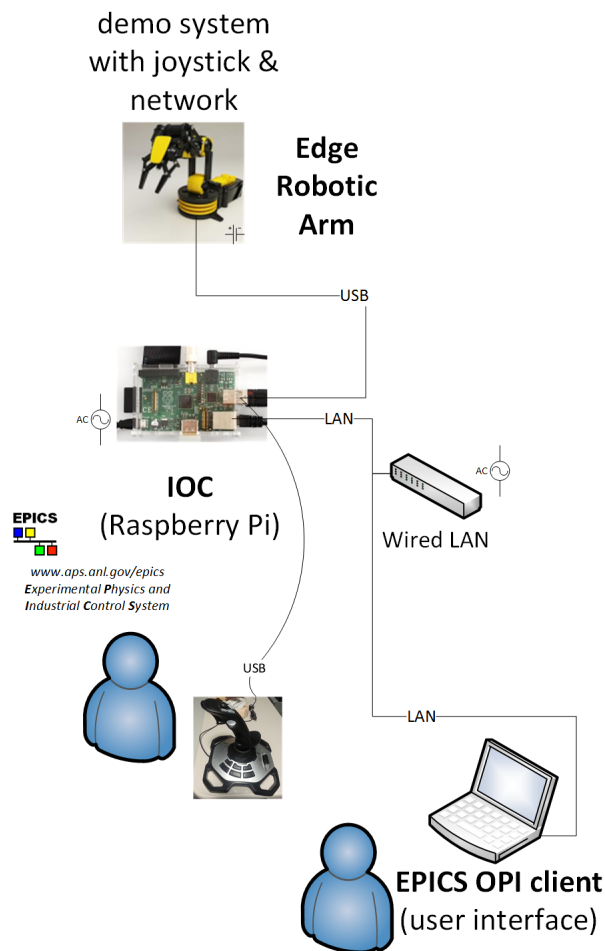 demo system
with joystick &
network
Edge
Robotic
Arm
USB
LAN
AC
IOC
(Raspberry Pi)
AC
Wired LAN
EPICS
www.aps.anl.gov/epics
Experimental Physics and
Industrial Control System
USB
LAN
EPICS OPI client
(user interface)